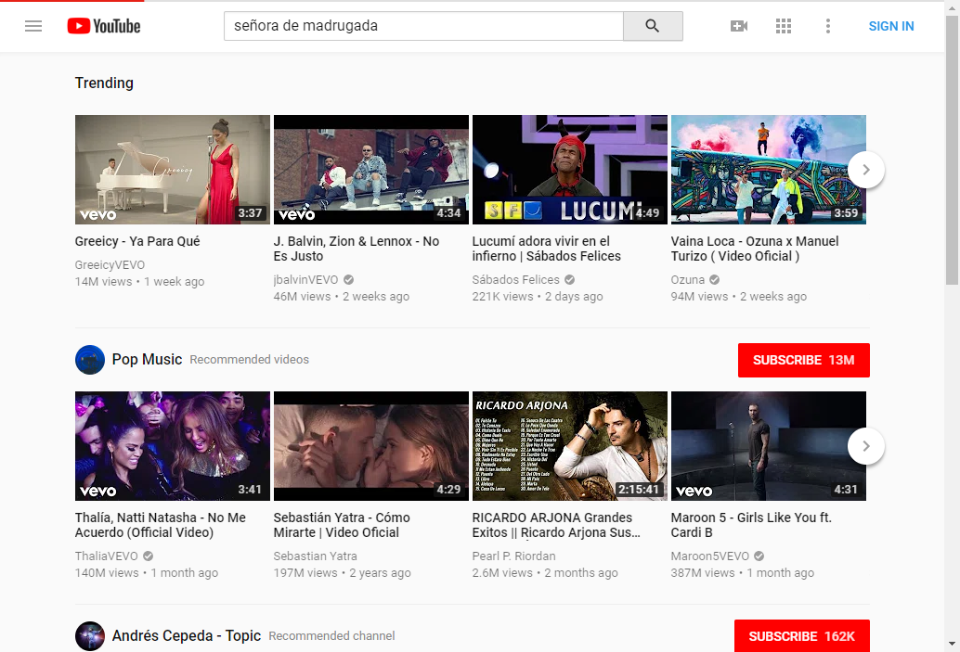 YouTube
señora de madrugada
SIGN IN
Trending
vevo
3:37
vevo
4:34
SFC
LUCUMÍ
4:49
3:59
Greeicy - Ya Para Qué
GreeicyVEVO
14M views • 1 week ago
J. Balvin, Zion & Lennox - No
Es Justo
jbalvinVEVO
46M views • 2 weeks ago
Lucumí adora vivir en el
infierno | Sábados Felices
Sábados Felices
221K views • 2 days ago
Vaina Loca - Ozuna x Manuel
Turizo ( Video Oficial )
Ozuna
94M views • 2 weeks ago
Pop Music
Recommended videos
SUBSCRIBE 13M
vevo
3:41
4:29
RICARDO ARJONA
2:15:41
vevo
4:31
Thalía, Natti Natasha - No Me
Acuerdo (Official Video)
ThaliaVEVO
140M views • 1 month ago
Sebastián Yatra - Cómo
Mirarte | Video Oficial
Sebastian Yatra
197M views • 2 years ago
RICARDO ARJONA Grandes
Exitos || Ricardo Arjona Sus...
Pearl P. Riordan
2.6M views • 2 months ago
Maroon 5 - Girls Like You ft.
Cardi B
Maroon5VEVO
387M views • 1 month ago
Andrés Cepeda - Topic
Recommended channel
SUBSCRIBE 162K